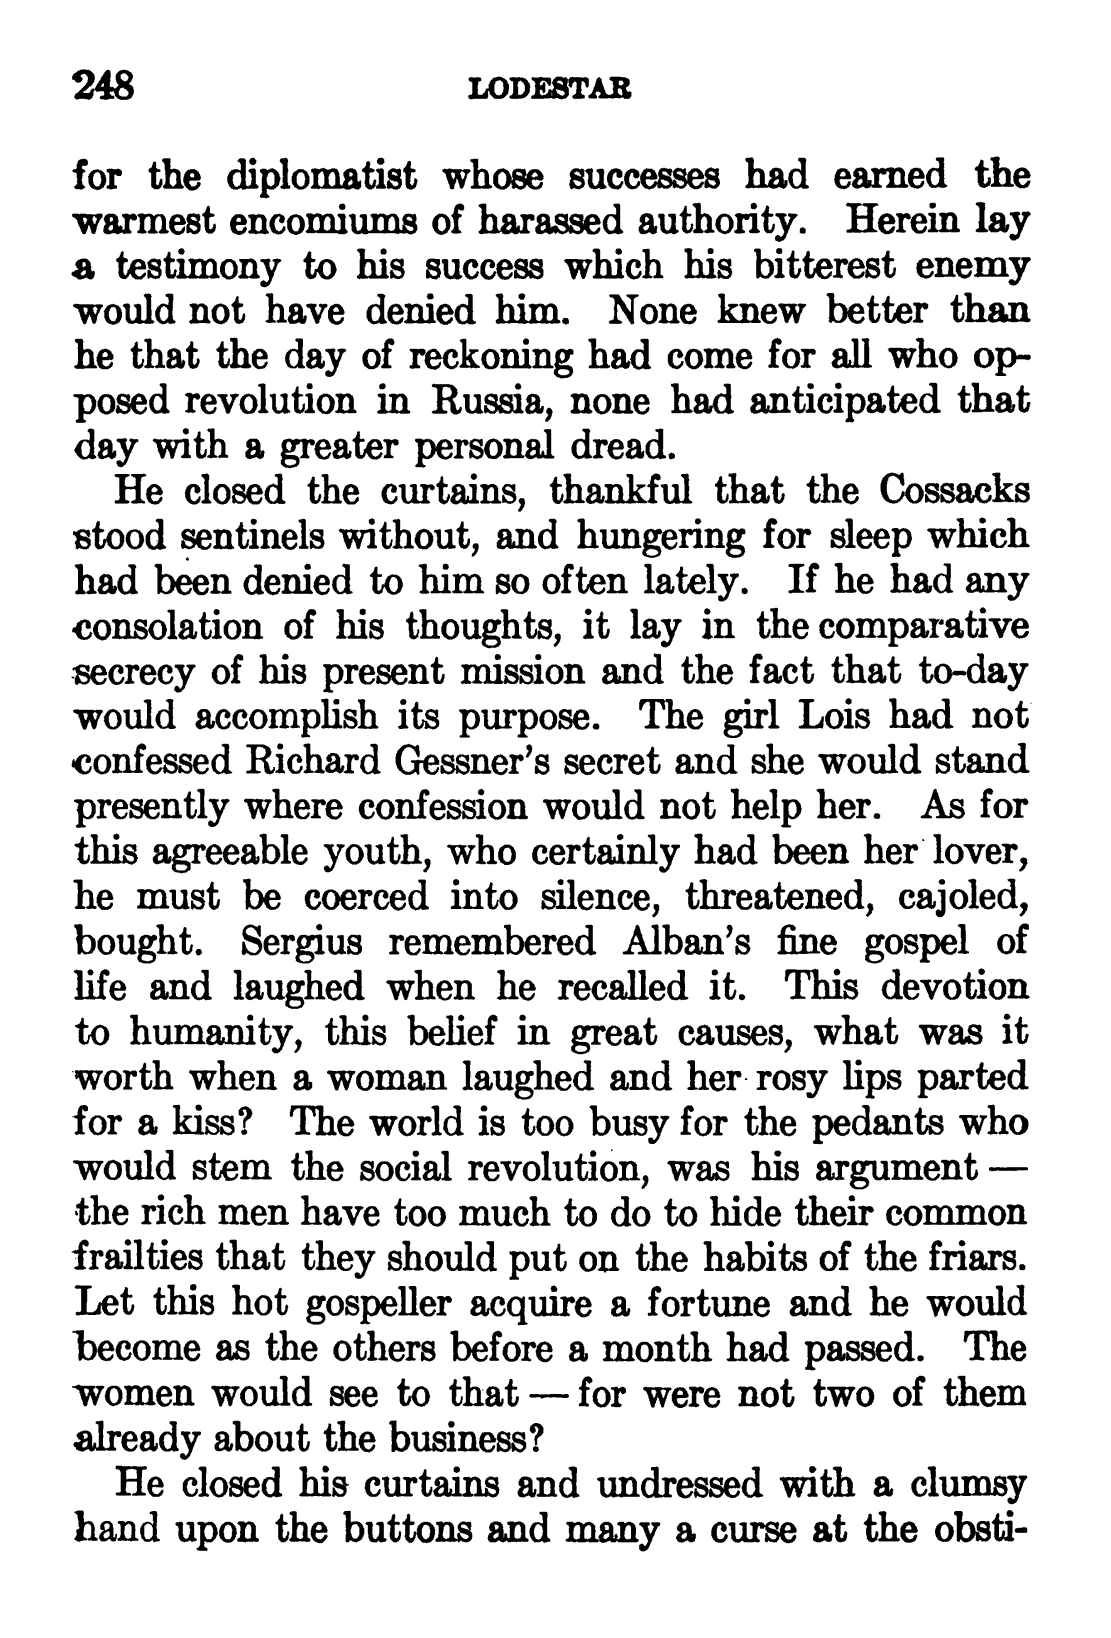 248 LODESTAR
for the diplomatist whose successes had earned the
warmest encomiums of harassed authority. Herein lay
a testimony to his success which his bitterest enemy
would not have denied him. None knew better than
he that the day of reckoning had come for all who op-
posed revolution in Russia, none had anticipated that
day with a greater personal dread.
He closed the curtains, thankful that the Cossacks
stood sentinels without, and hungering for sleep which
had been denied to him so often lately. If he had any
consolation of his thoughts, it lay in the comparative
secrecy of his present mission and the fact that to-day
would accomplish its purpose. The girl Lois had not
confessed Richard Gessner's secret and she would stand
presently where confession would not help her. As for
this agreeable youth, who certainly had been her lover,
he must be coerced into silence, threatened, cajoled,
bought. Sergius remembered Alban's fine gospel of
life and laughed when he recalled it. This devotion
to humanity, this belief in great causes, what was it
worth when a woman laughed and her rosy lips parted
for a kiss? The world is too busy for the pedants who
would stem the social revolution, was his argument —
the rich men have too much to do to hide their common
frailties that they should put on the habits of the friars.
Let this hot gospeller acquire a fortune and he would
become as the others before a month had passed. The
women would see to that — for were not two of them
already about the business?
He closed his curtains and undressed with a clumsy
hand upon the buttons and many a curse at the obsti-